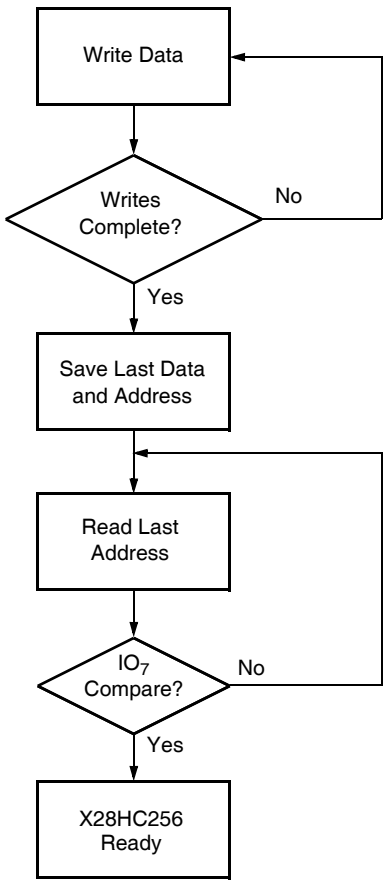 Write Data
Writes
Complete?
No
Yes
Save Last Data
and Address
Read Last
Address
IO₇
Compare?
No
Yes
X28HC256
Ready